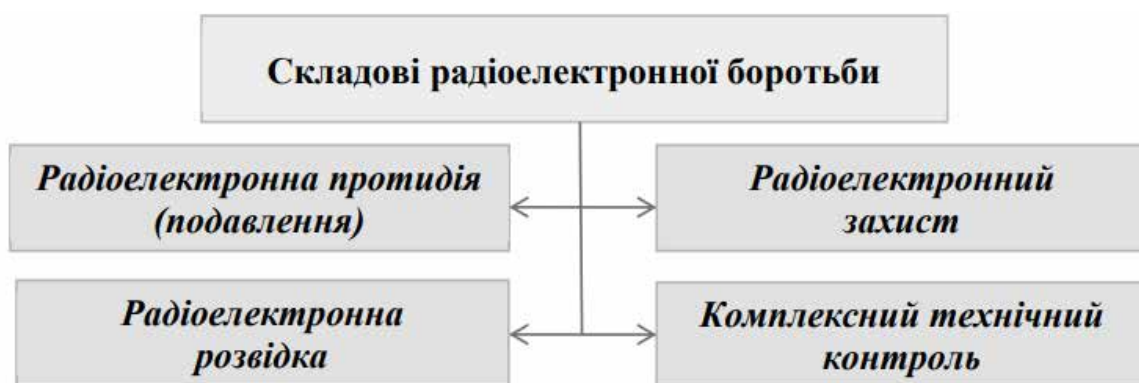 Складові радіоелектронної боротьби
Радіоелектронна протидія
(подавлення)
Радіоелектронний
захист
Радіоелектронна
розвідка
Комплексний технічний
контроль